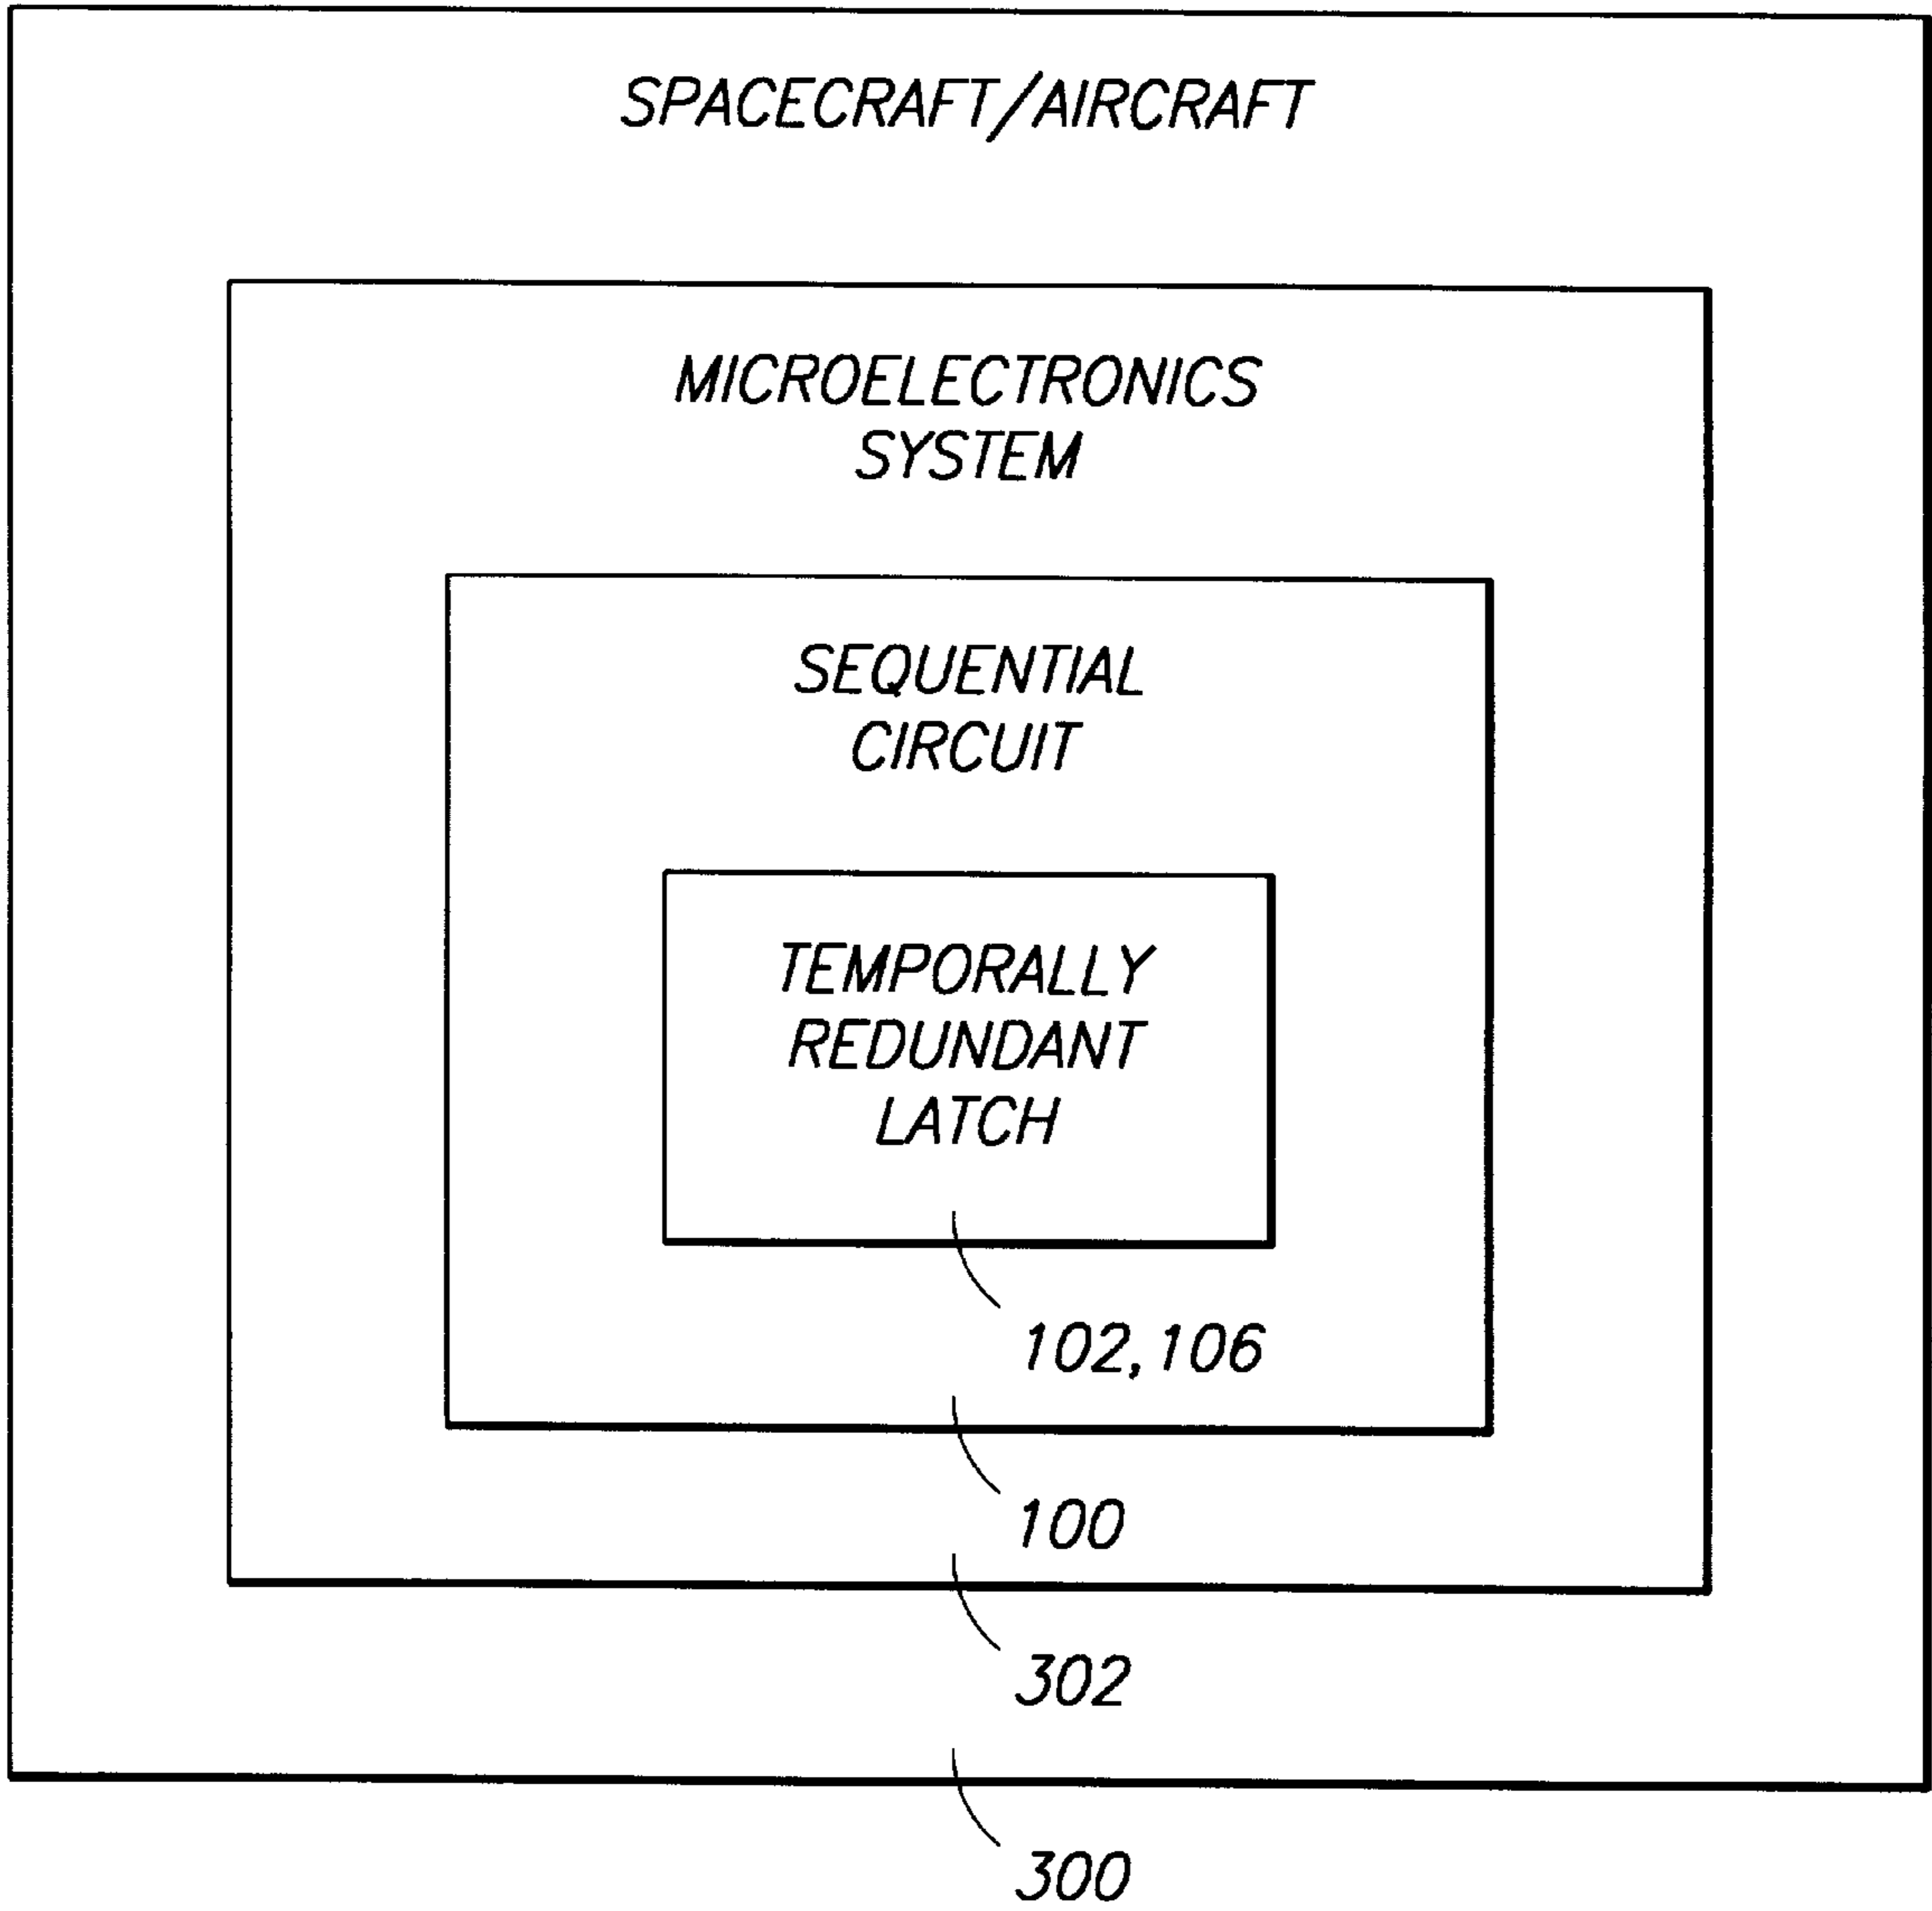 SPACECRAFT/AIRCRAFT
MICROELECTRONICS
SYSTEM
SEQUENTIAL
CIRCUIT
TEMPORALLY
REDUNDANT
LATCH
102,106
100
302
300